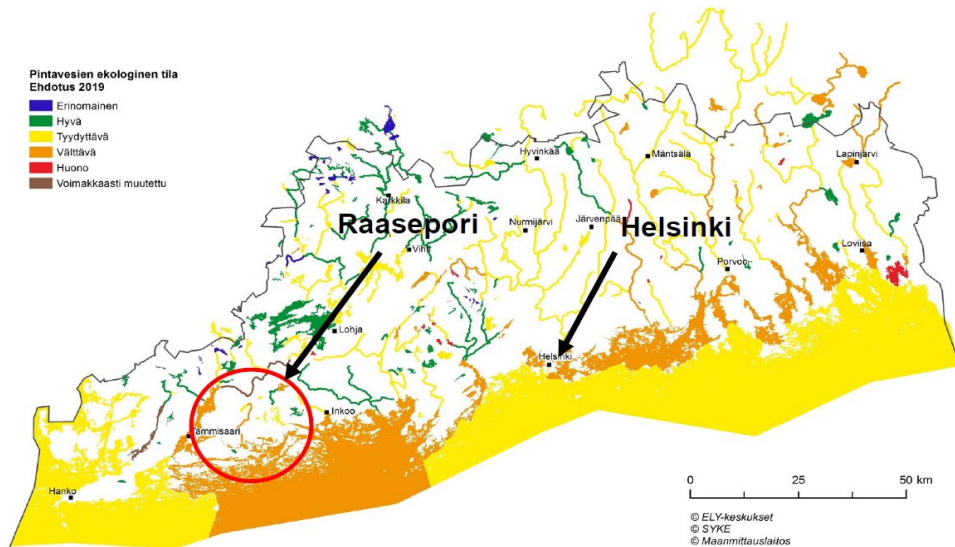 Pintavesien ekologinen tila
Ehdotus 2019
Erinomainen
Hyvä
Tyydyttävä
Välttävä
Huono
Voimakkaasti muutettu
Hyvinkää
Mäntsälä
Lapinjärvi
Karkkila
Raasepori
Nurmijärvi
Järvenpää
Helsinki
Vihti
Porvoo
Loviisa
Lohja
Helsinki
Inkoo
Tammisaari
Hanko
0 25 50 km
© ELY-keskukset
© SYKE
© Maanmittauslaitos